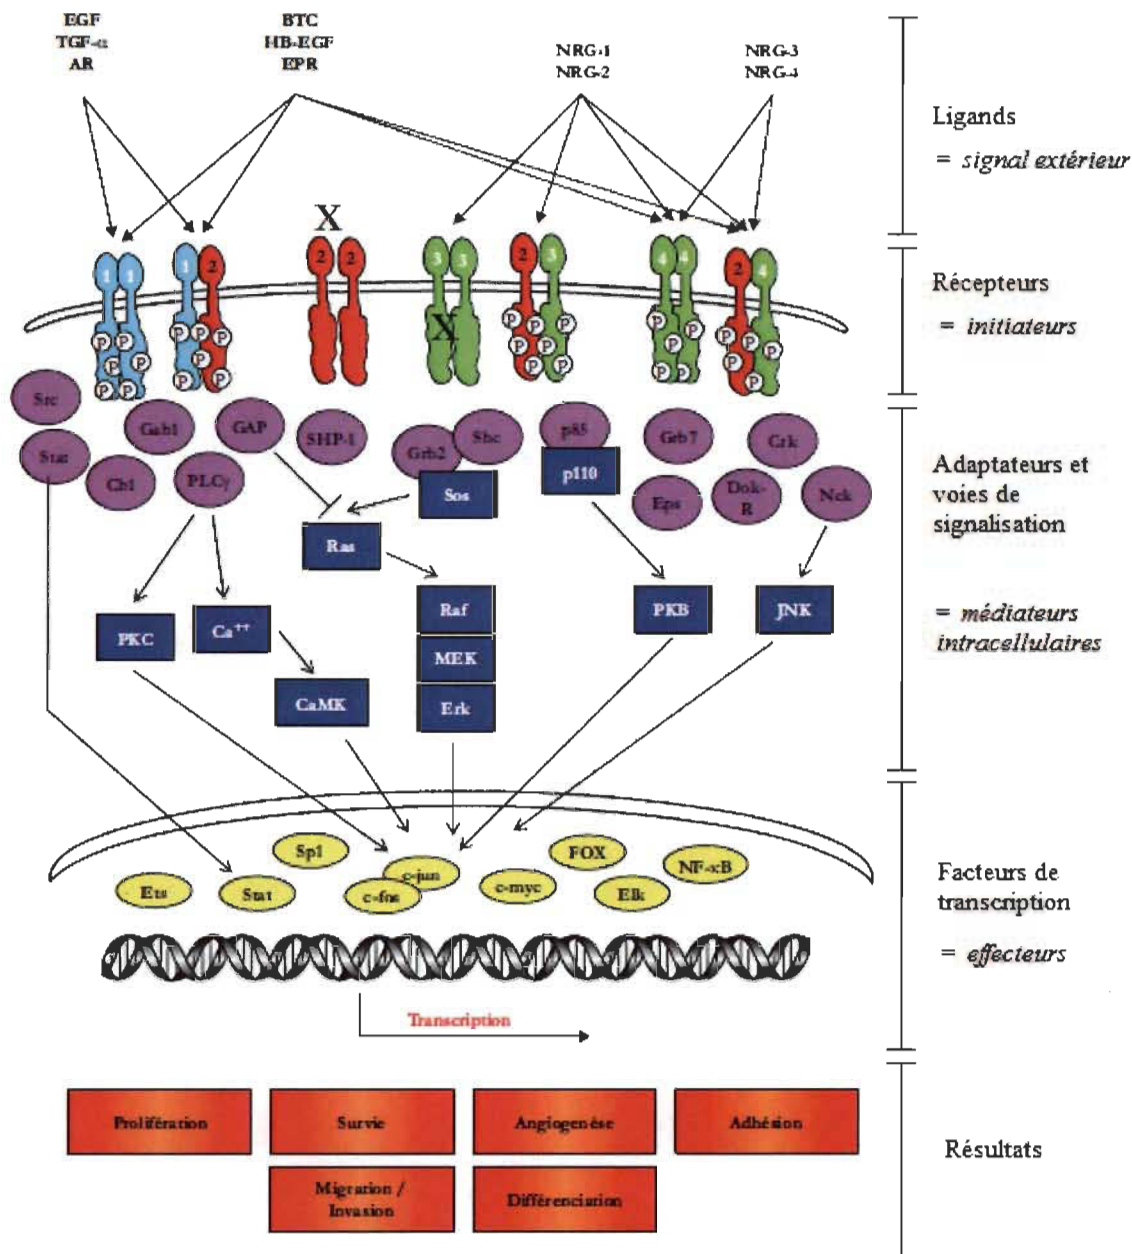 EGF
TGF-α
AR
BTC
HB-EGF
EPR
NRG-1
NRG-2
NRG-3
NRG-4
Ligands
= signal extérieur
X
1 1
1 2
2 2
3 3
2 3
4 4
2 4
Récepteurs
= initiateurs
X
P P P P P P
P P P P P
P P P P P P
P P P P P
P P P P P
Src
Stat
Gab1
GAP
SHP-1
Grb2
Shc
p85
Grb7
Crk
Cb1
PLCγ
Sos
p110
Eps
Dok-
R
Nck
Adaptateurs et
voies de
signalisation
Ras
PKC
Ca++
Raf
PKB
JNK
= médiateurs
intracellulaires
MEK
CaMK
Erk
Sp1
c-jun
FOX
NF-κB
Ets
Stat
c-fos
c-myc
Elk
Facteurs de
transcription
= effecteurs
Transcription
Prolifération
Survie
Angiogenèse
Adhésion
Migration /
Invasion
Différenciation
Résultats